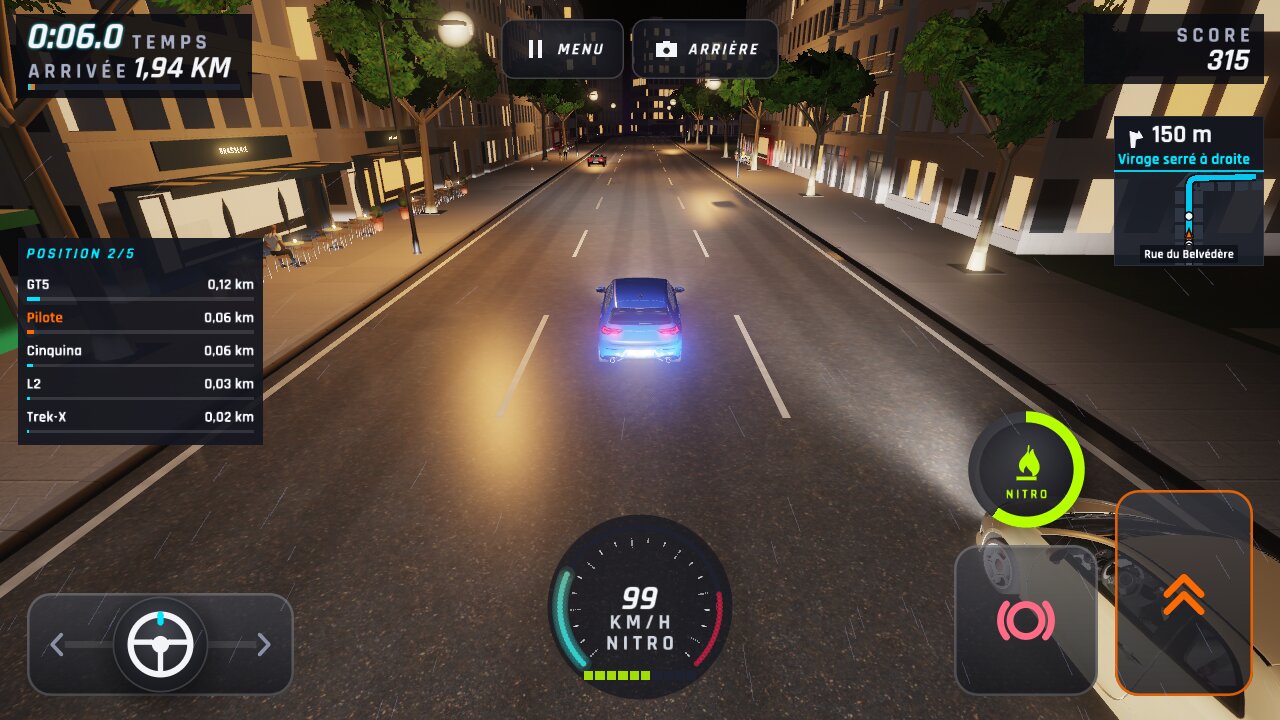 0:06.0 TEMPS
ARRIVÉE 1,94 KM
MENU
ARRIÈRE
SCORE
315
150 m
Virage serré à droite
Rue du Belvédère
BRASSERIE
POSITION 2/5
GT5 0,12 km
Pilote 0,06 km
Cinquina 0,06 km
L2 0,03 km
Trek-X 0,02 km
NITRO
99
KM/H
NITRO